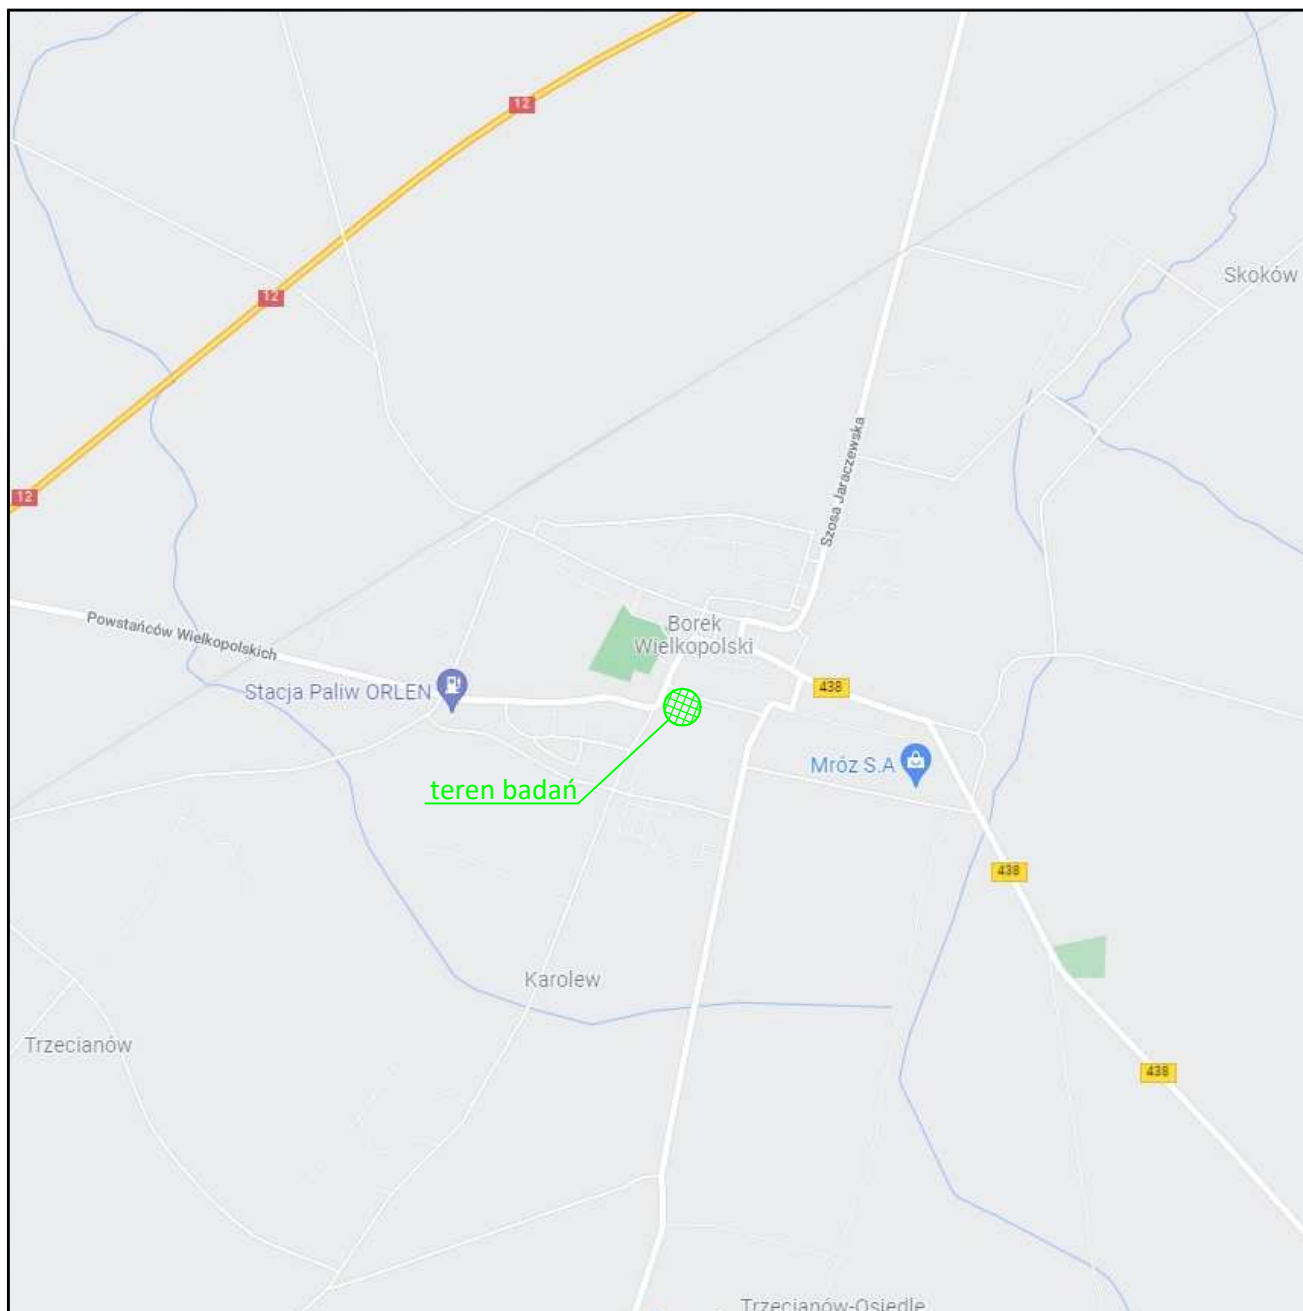 12
12
Skoków
Szosa Jaraczewska
12
Powstańców Wielkopolskich
Borek
Wielkopolski
Stacja Paliw ORLEN
438
Mróz S.A
teren badań
438
Karolew
Trzecianów
438
Trzecianów-Osiedle